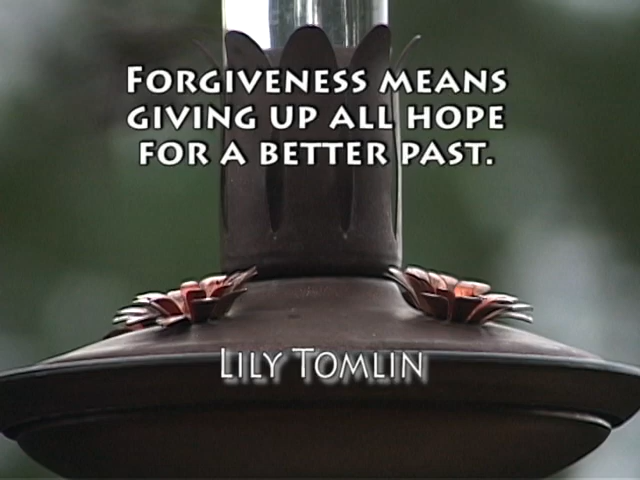 Forgiveness means
giving up all hope
for a better past.
Lily Tomlin